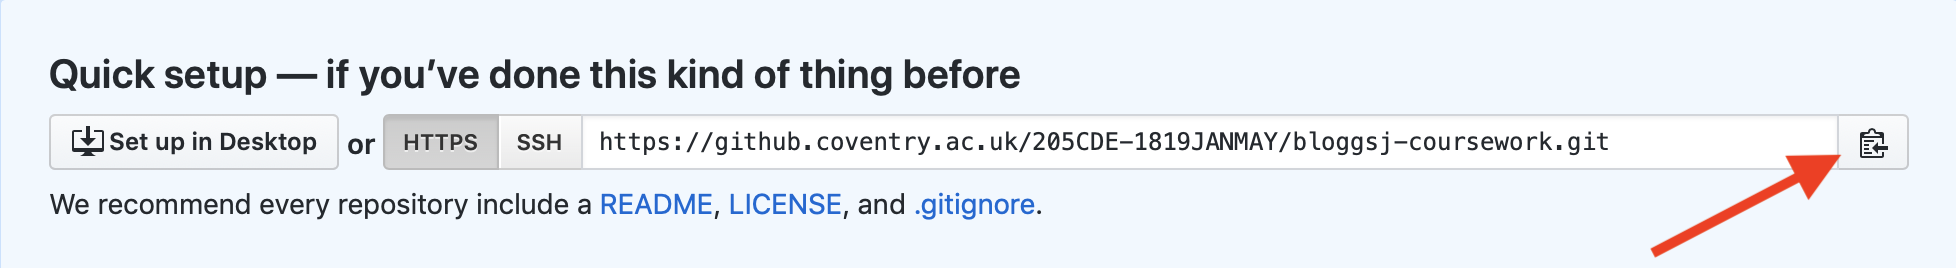 Quick setup — if you’ve done this kind of thing before
Set up in Desktop or HTTPS SSH https://github.coventry.ac.uk/205CDE-1819JANMAY/bloggsj-coursework.git
We recommend every repository include a README, LICENSE, and .gitignore.